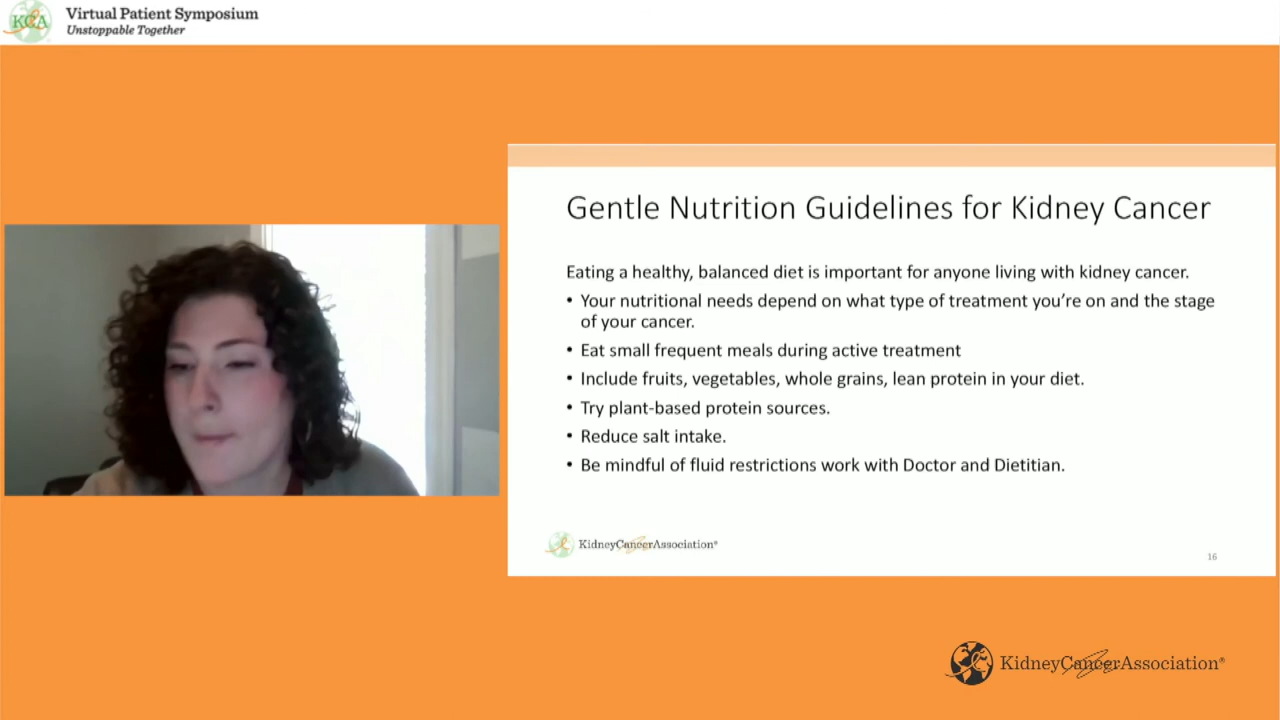 KCA
Virtual Patient Symposium
Unstoppable Together
Gentle Nutrition Guidelines for Kidney Cancer
Eating a healthy, balanced diet is important for anyone living with kidney cancer.
• Your nutritional needs depend on what type of treatment you’re on and the stage
of your cancer.
• Eat small frequent meals during active treatment
• Include fruits, vegetables, whole grains, lean protein in your diet.
• Try plant-based protein sources.
• Reduce salt intake.
• Be mindful of fluid restrictions work with Doctor and Dietitian.
KidneyCancerAssociation®
16
KidneyCancerAssociation®